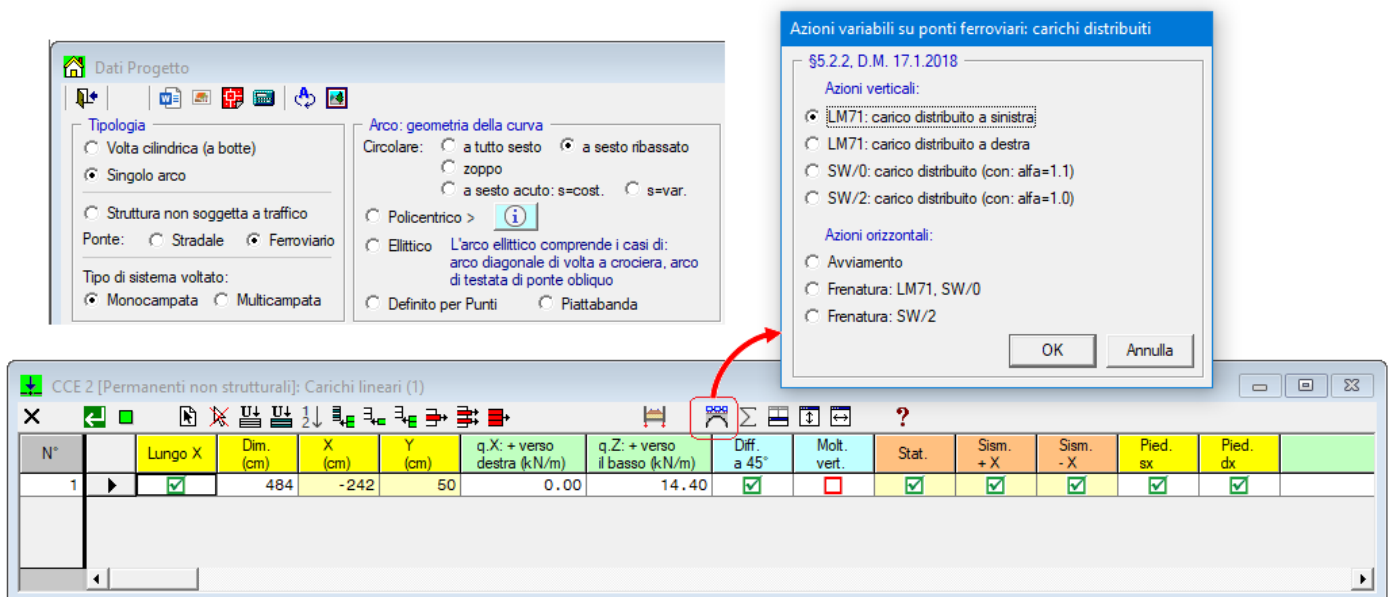 Dati Progetto
Tipologia
Volta cilindrica (a botte)
Singolo arco
Struttura non soggetta a traffico
Ponte: Stradale Ferroviario
Tipo di sistema voltato:
Monocampata Multicampata
Arco: geometria della curva
Circolare: a tutto sesto a sesto ribassato
zoppo
a sesto acuto: s=cost. s=var.
Policentrico >
Ellittico L'arco ellittico comprende i casi di:
arco diagonale di volta a crociera, arco
di testata di ponte obliquo
Definito per Punti Piattabanda
Azioni variabili su ponti ferroviari: carichi distribuiti
§5.2.2, D.M. 17.1.2018
Azioni verticali:
LM71: carico distribuito a sinistra
LM71: carico distribuito a destra
SW/0: carico distribuito (con: alfa=1.1)
SW/2: carico distribuito (con: alfa=1.0)
Azioni orizzontali:
Avviamento
Frenatura: LM71, SW/0
Frenatura: SW/2
OK Annulla
CCE 2 [Permanenti non strutturali]: Carichi lineari (1)
N° Lungo X Dim. (cm) X (cm) Y (cm) q.X: + verso destra (kN/m) q.Z: + verso il basso (kN/m) Diff. a 45° Molt. vert. Stat. Sism. + X Sism. - X Pied. sx Pied. dx
1 484 -242 50 0.00 14.40